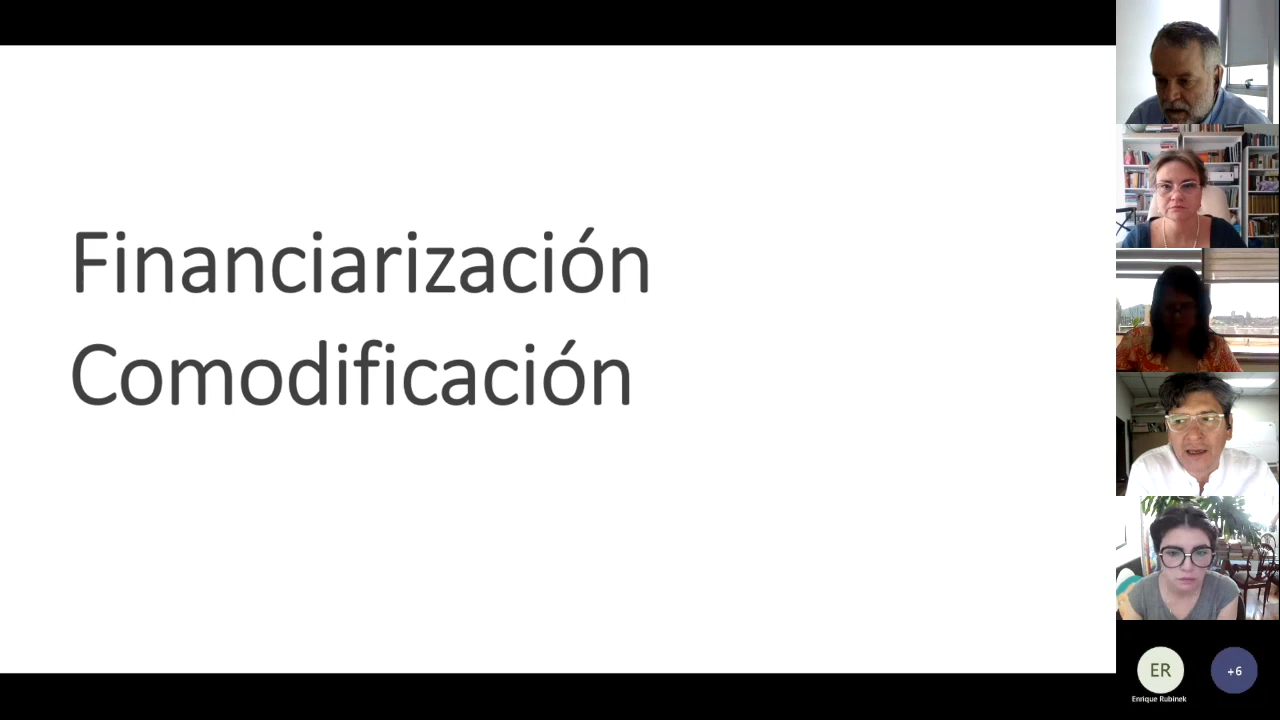 Financiarización
Comodificación
ER
+6
Enrique Rubinek